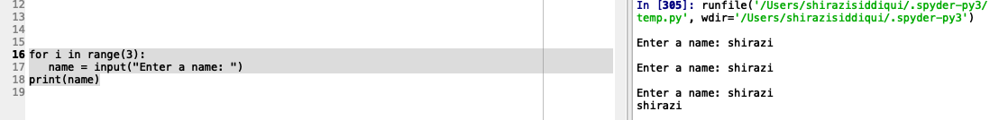 12
13
14
15
16 for i in range(3):
17    name = input("Enter a name: ")
18 print(name)
19
In [305]: runfile('/Users/shirazisiddiqui/.spyder-py3/
temp.py', wdir='/Users/shirazisiddiqui/.spyder-py3')
Enter a name: shirazi
Enter a name: shirazi
Enter a name: shirazi
shirazi